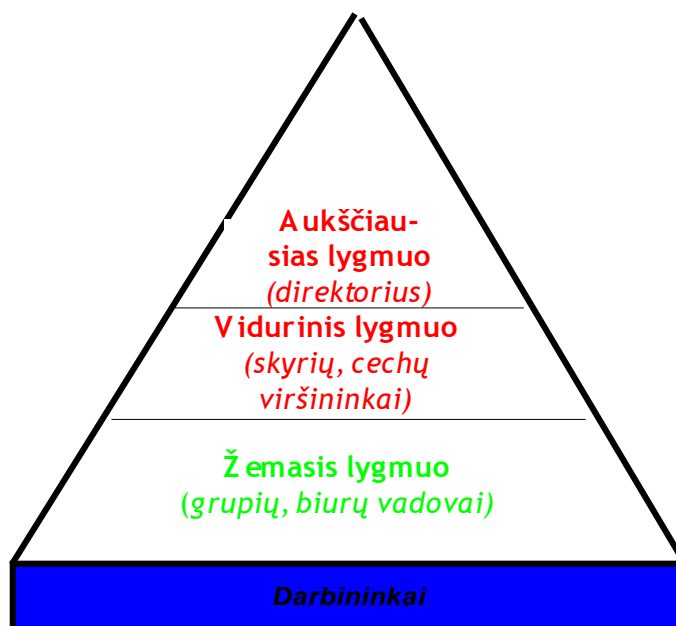 Aukščiau-
sias lygmuo
(direktorius)
Vidurinis lygmuo
(skyrių, cechų
viršininkai)
Žemasis lygmuo
(grupių, biurų vadovai)
Darbininkai